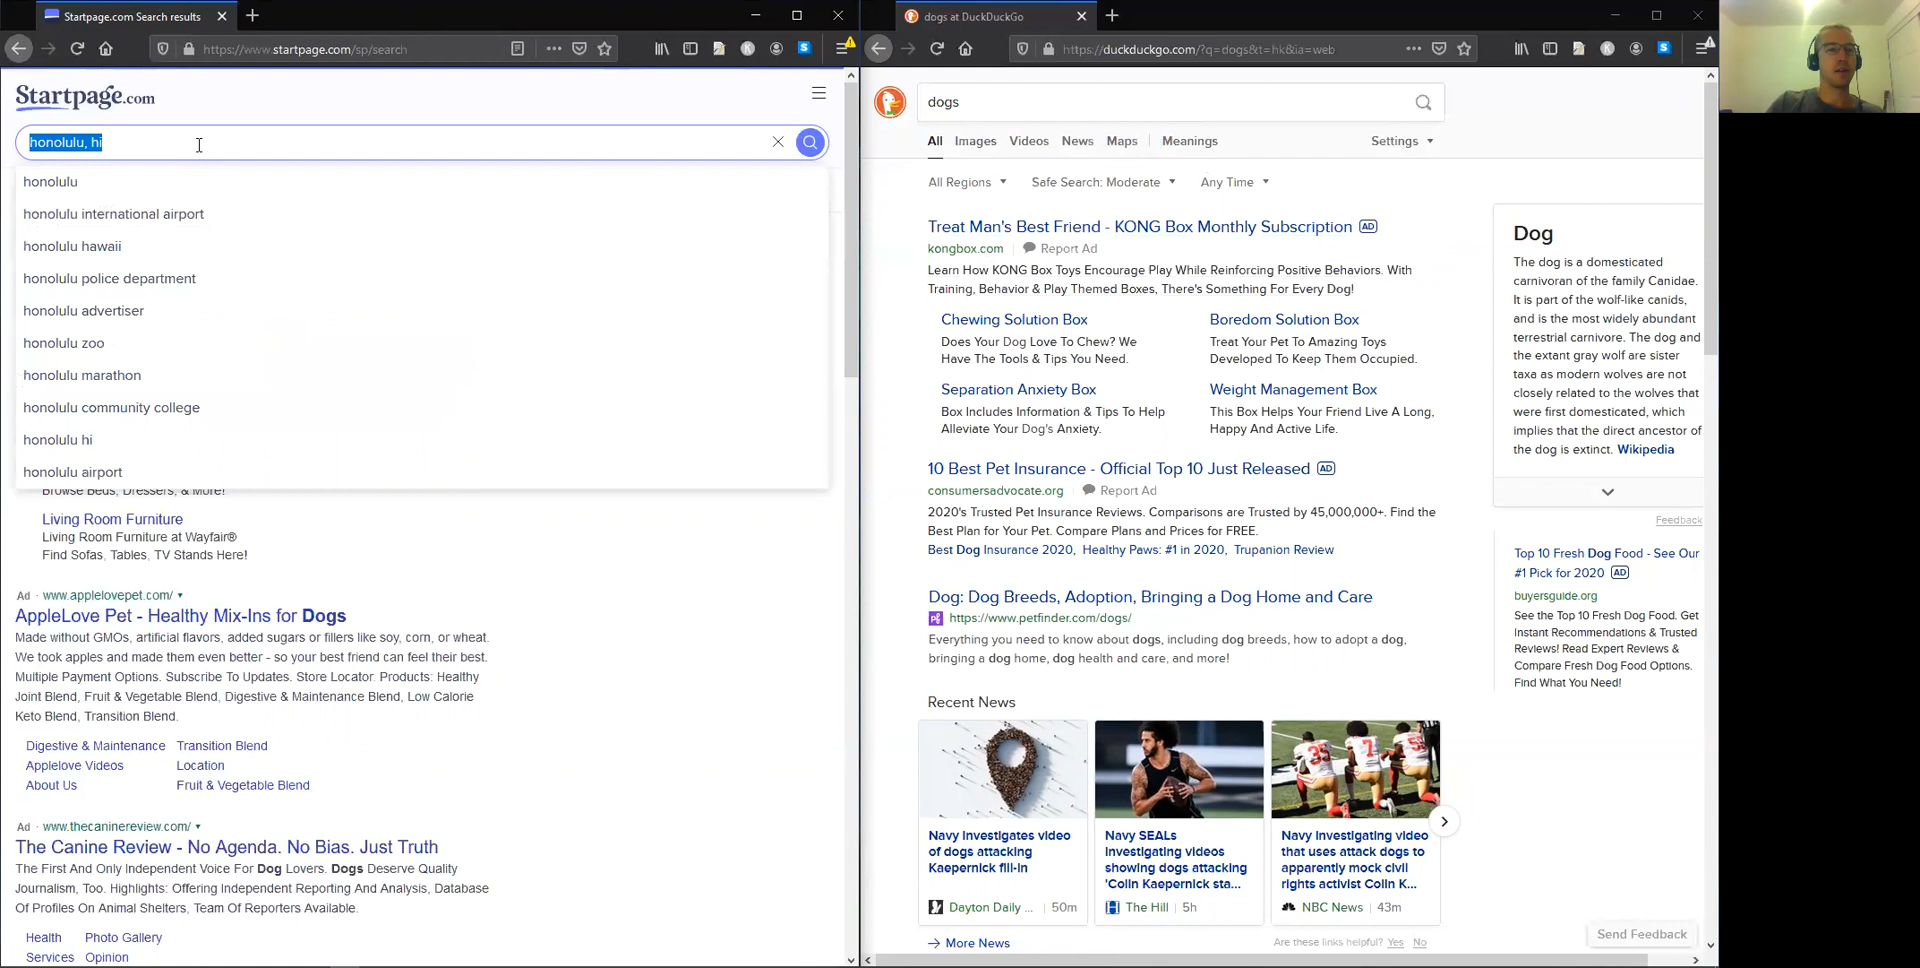 Startpage.com Search results
https://www.startpage.com/sp/search
Startpage.com
honolulu, hi
honolulu
honolulu international airport
honolulu hawaii
honolulu police department
honolulu advertiser
honolulu zoo
honolulu marathon
honolulu community college
honolulu hi
honolulu airport
Browse Beds, Dressers, & More!
Living Room Furniture
Living Room Furniture at Wayfair®
Find Sofas, Tables, TV Stands Here!
Ad · www.applelovepet.com/
AppleLove Pet - Healthy Mix-Ins for Dogs
Made without GMOs, artificial flavors, added sugars or fillers like soy, corn, or wheat.
We took apples and made them even better - so your best friend can feel their best.
Multiple Payment Options. Subscribe To Updates. Store Locator. Products: Healthy
Joint Blend, Fruit & Vegetable Blend, Digestive & Maintenance Blend, Low Calorie
Keto Blend, Transition Blend.
Digestive & Maintenance Transition Blend
Applelove Videos Location
About Us Fruit & Vegetable Blend
Ad · www.thecaninereview.com/
The Canine Review - No Agenda. No Bias. Just Truth
The First And Only Independent Voice For Dog Lovers. Dogs Deserve Quality
Journalism, Too. Highlights: Offering Independent Reporting And Analysis, Database
Of Profiles On Animal Shelters, Team Of Reporters Available.
Health Photo Gallery
Services Opinion
dogs at DuckDuckGo
https://duckduckgo.com/?q=dogs&t=hk&ia=web
dogs
All Images Videos News Maps Meanings Settings
All Regions Safe Search: Moderate Any Time
Treat Man's Best Friend - KONG Box Monthly Subscription AD
kongbox.com Report Ad
Learn How KONG Box Toys Encourage Play While Reinforcing Positive Behaviors. With
Training, Behavior & Play Themed Boxes, There's Something For Every Dog!
Chewing Solution Box
Does Your Dog Love To Chew? We
Have The Tools & Tips You Need.
Boredom Solution Box
Treat Your Pet To Amazing Toys
Developed To Keep Them Occupied.
Separation Anxiety Box
Box Includes Information & Tips To Help
Alleviate Your Dog's Anxiety.
Weight Management Box
This Box Helps Your Friend Live A Long,
Happy And Active Life.
10 Best Pet Insurance - Official Top 10 Just Released AD
consumersadvocate.org Report Ad
2020's Trusted Pet Insurance Reviews. Comparisons are Trusted by 45,000,000+. Find the
Best Plan for Your Pet. Compare Plans and Prices for FREE.
Best Dog Insurance 2020, Healthy Paws: #1 in 2020, Trupanion Review
Dog: Dog Breeds, Adoption, Bringing a Dog Home and Care
https://www.petfinder.com/dogs/
Everything you need to know about dogs, including dog breeds, how to adopt a dog,
bringing a dog home, dog health and care, and more!
Recent News
Navy investigates video
of dogs attacking
Kaepernick fill-in
Dayton Daily ... 50m
Navy SEALs
investigating videos
showing dogs attacking
'Colin Kaepernick sta...
The Hill 5h
Navy investigating video
that uses attack dogs to
apparently mock civil
rights activist Colin K...
NBC News 43m
More News
Are these links helpful? Yes No
Dog
The dog is a domesticated
carnivoran of the family Canidae.
It is part of the wolf-like canids,
and is the most widely abundant
terrestrial carnivore. The dog and
the extant gray wolf are sister
taxa as modern wolves are not
closely related to the wolves that
were first domesticated, which
implies that the direct ancestor of
the dog is extinct. Wikipedia
Feedback
Top 10 Fresh Dog Food - See Our
#1 Pick for 2020 AD
buyersguide.org
See the Top 10 Fresh Dog Food. Get
Instant Recommendations & Trusted
Reviews! Read Expert Reviews &
Compare Fresh Dog Food Options.
Find What You Need!
Send Feedback